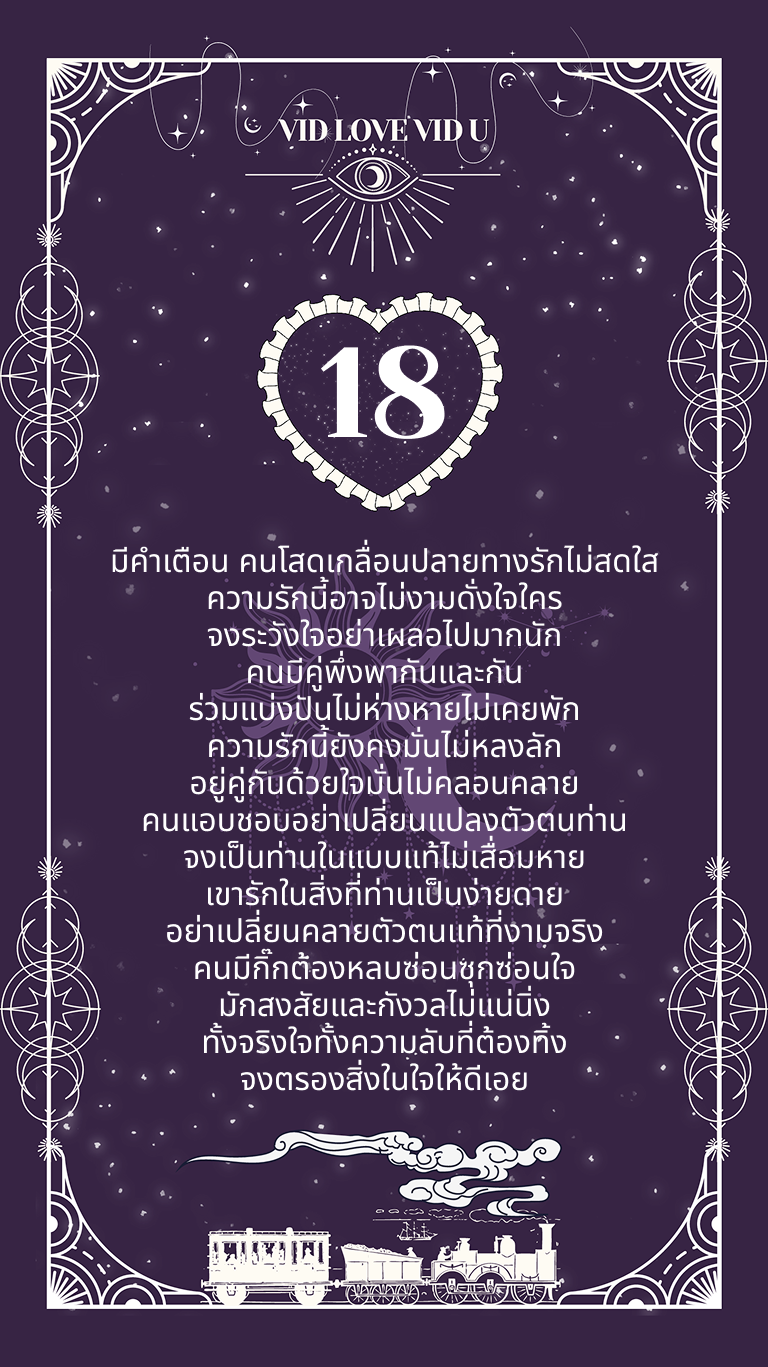 VID LOVE VID U
18
มีคำเตือน คนโสดเกลื่อนปลายทางรักไม่สดใส
ความรักนี้อาจไม่งามดั่งใจใคร
จงระวังใจอย่าเผลอไปมากนัก
คนมีคู่พึ่งพากันและกัน
ร่วมแบ่งปันไม่ห่างหายไม่เคยพัก
ความรักนี้ยังคงมั่นไม่หลงลัก
อยู่คู่กันด้วยใจมั่นไม่คลอนคลาย
คนแอบชอบอย่าเปลี่ยนแปลงตัวตนท่าน
จงเป็นท่านในแบบแท้ไม่เสื่อมหาย
เขารักในสิ่งที่ท่านเป็นง่ายดาย
อย่าเปลี่ยนคลายตัวตนแท้ที่งามจริง
คนมีกิ๊กต้องหลบซ่อนซุกซ่อนใจ
มักสงสัยและกังวลไม่แน่นิ่ง
ทั้งจริงใจทั้งความลับที่ต้องทิ้ง
จงตรองสิ่งในใจให้ดีเอย